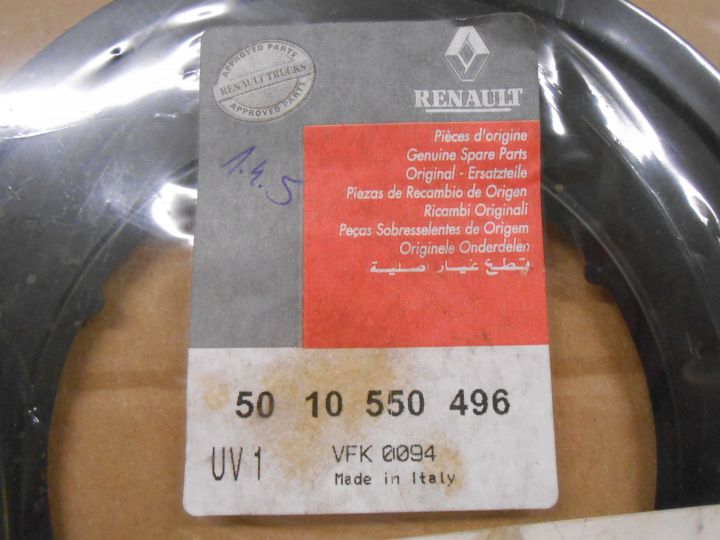 APPROVED PARTS
RENAULT TRUCKS
APPROVED PARTS
RENAULT
1.4.5
Pièces d'origine
Genuine Spare Parts
Original - Ersatzteile
Piezas de Recambio de Origen
Ricambi Originali
Peças Sobresselentes de Origem
Originele Onderdelen
قطع غيار اصلية
50 10 550 496
UV 1 VFK 0094
Made in Italy